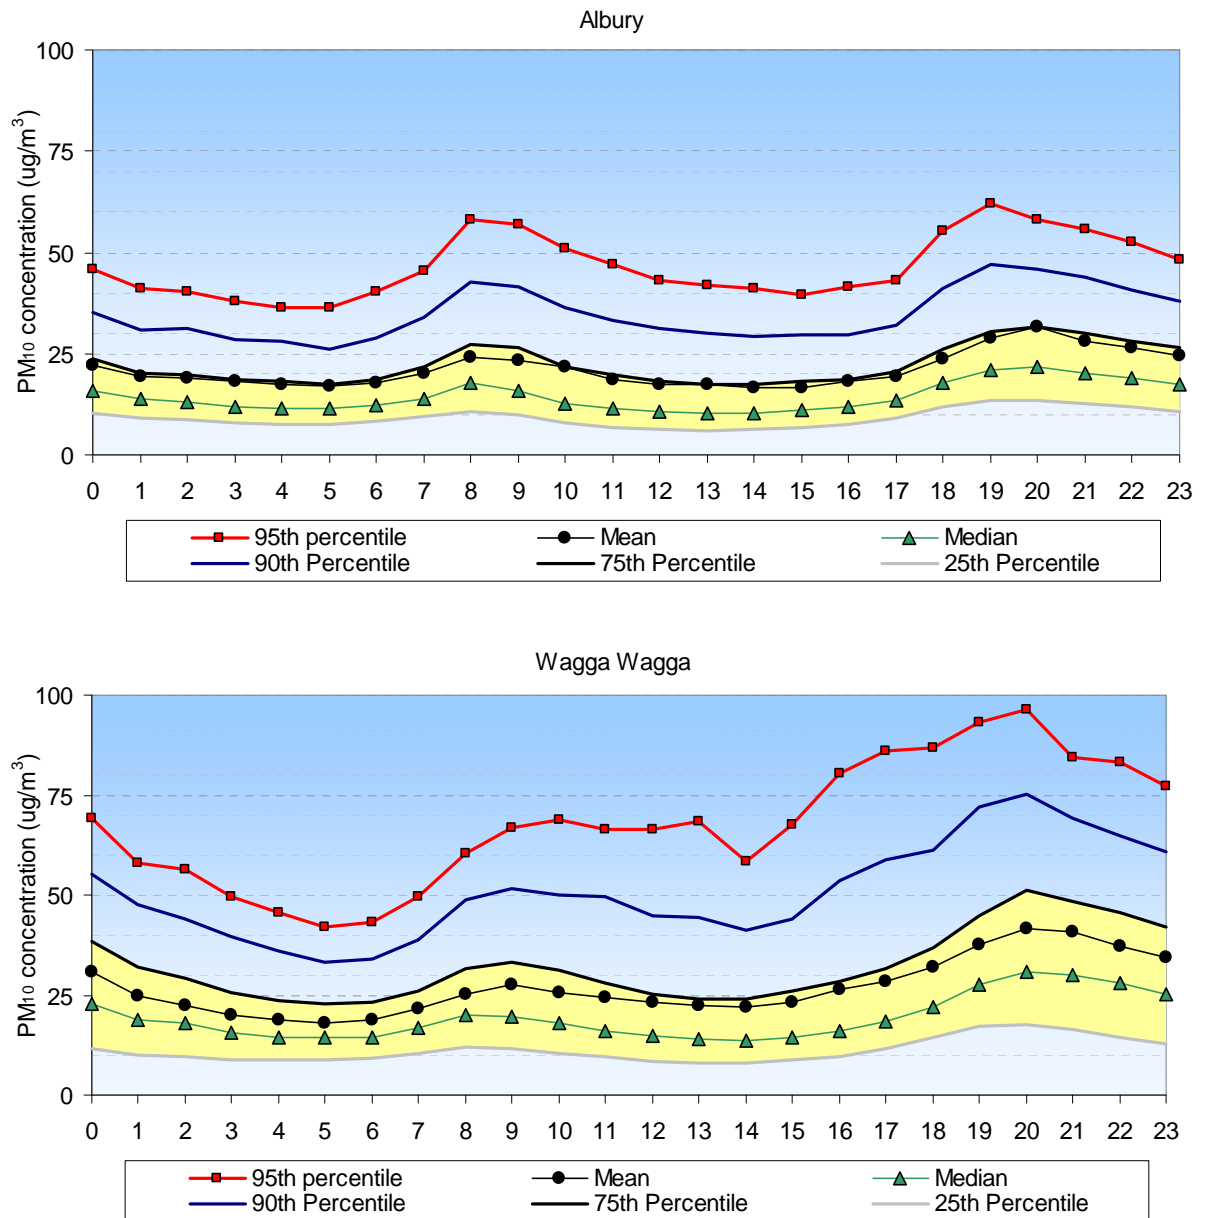 Albury
PM10 concentration (ug/m3)
100
75
50
25
0
0 1 2 3 4 5 6 7 8 9 10 11 12 13 14 15 16 17 18 19 20 21 22 23
95th percentile Mean Median
90th Percentile 75th Percentile 25th Percentile
Wagga Wagga
PM10 concentration (ug/m3)
100
75
50
25
0
0 1 2 3 4 5 6 7 8 9 10 11 12 13 14 15 16 17 18 19 20 21 22 23
95th percentile Mean Median
90th Percentile 75th Percentile 25th Percentile